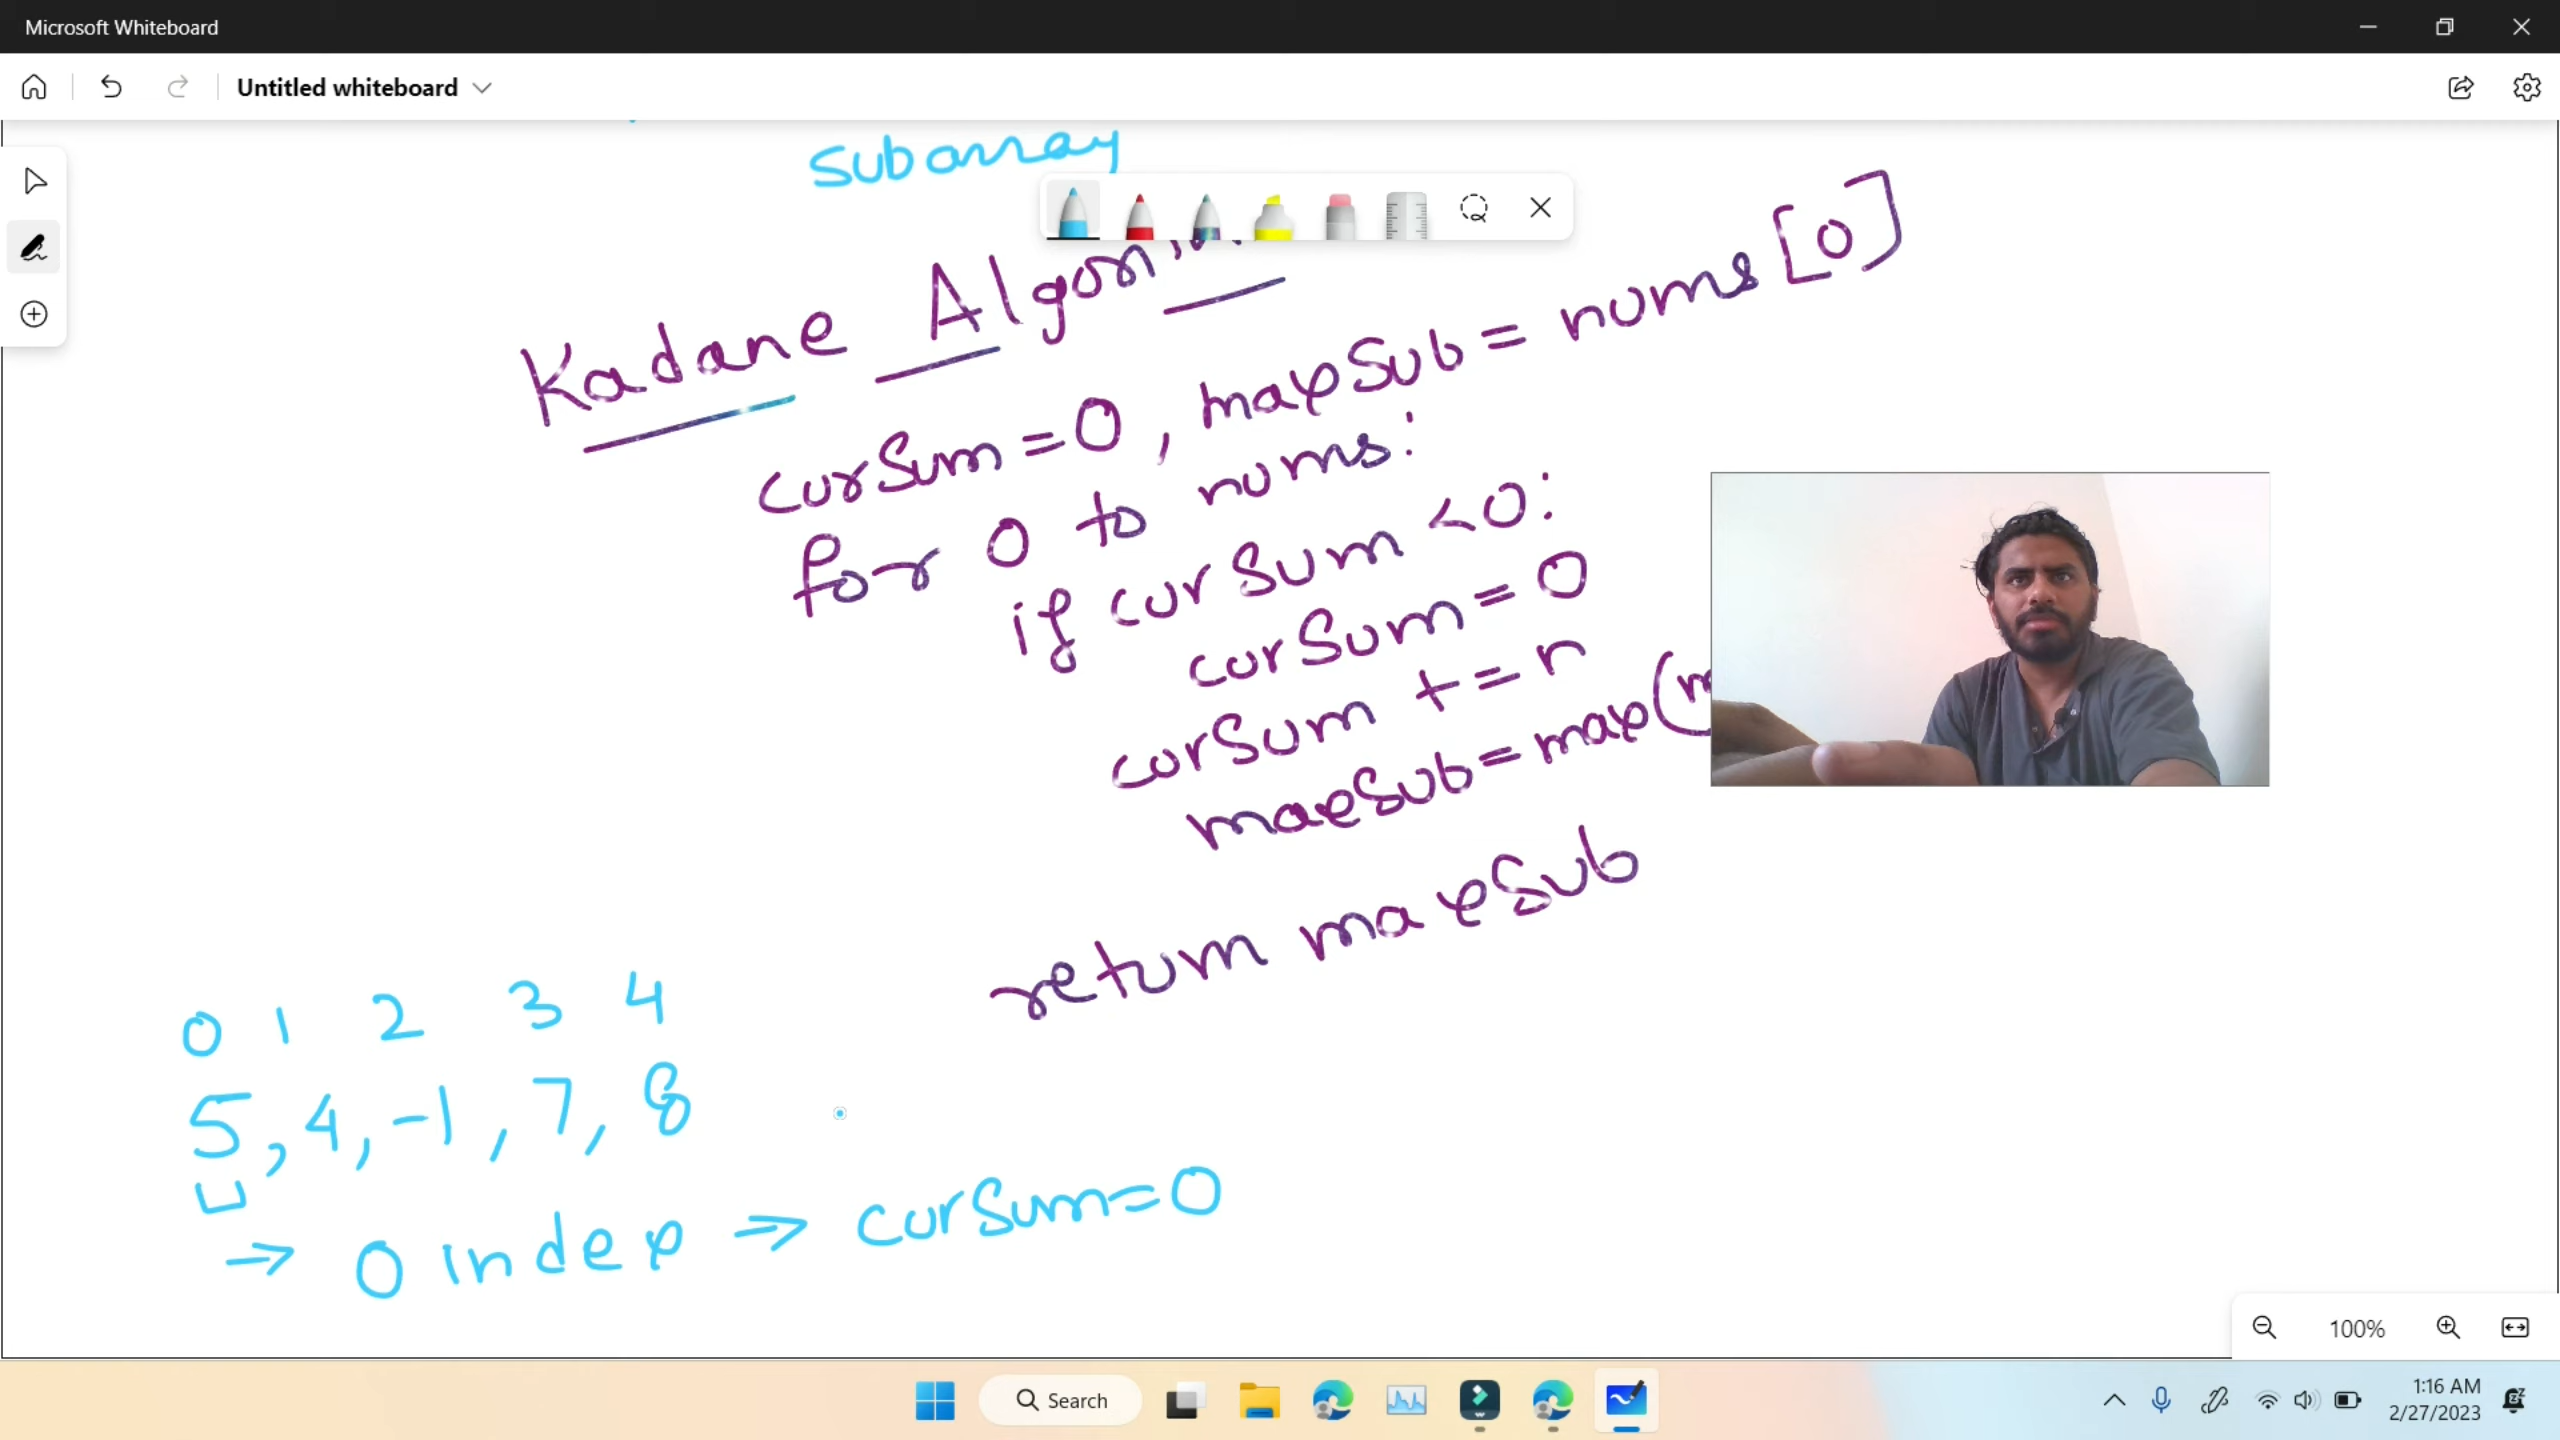 Microsoft Whiteboard
Untitled whiteboard
subarray
Kadane
curSum=0, maxSub = nums[0]
for 0 to nums:
if curSum <0:
curSum = 0
curSum += n
maxSub = max(
return maxSub
0 1 2 3 4
5, 4, -1, 7, 8
→ 0 index ⇒ curSum=0
100%
Search
1:16 AM
2/27/2023